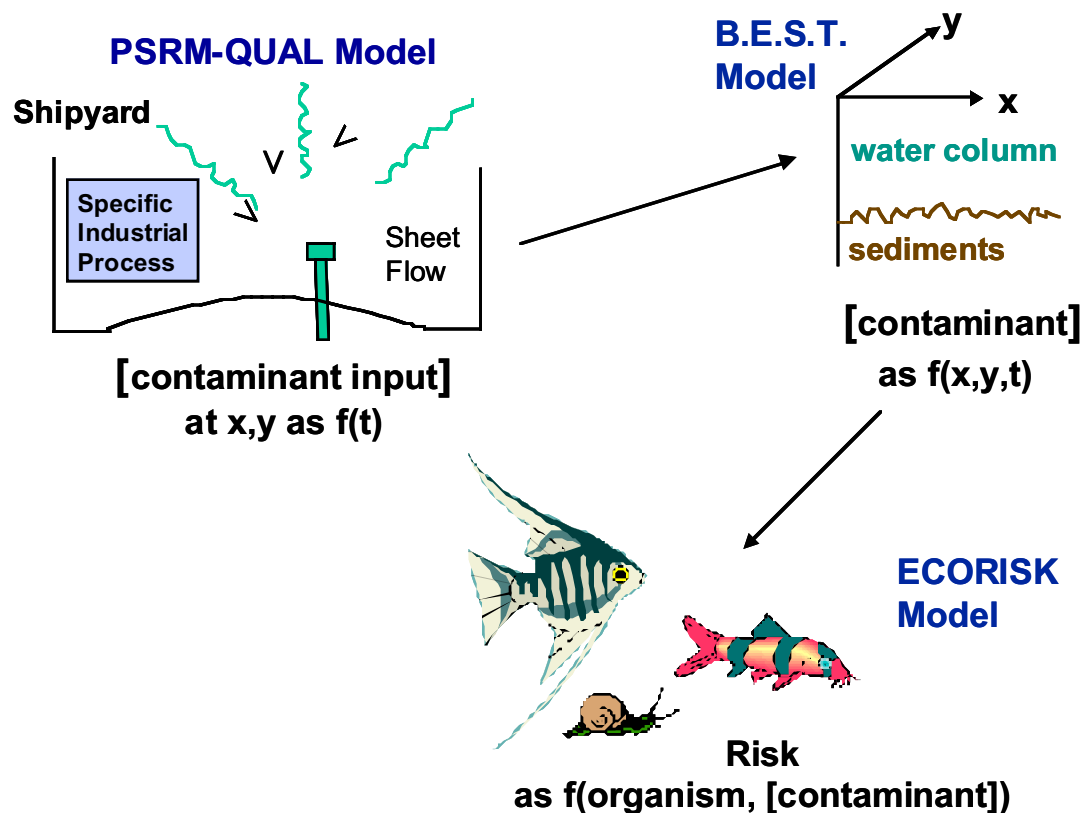 PSRM-QUAL Model
Shipyard
Specific
Industrial
Process
Sheet
Flow
[contaminant input]
at x,y as f(t)
B.E.S.T.
Model
y
x
water column
sediments
[contaminant]
as f(x,y,t)
ECORISK
Model
Risk
as f(organism, [contaminant])